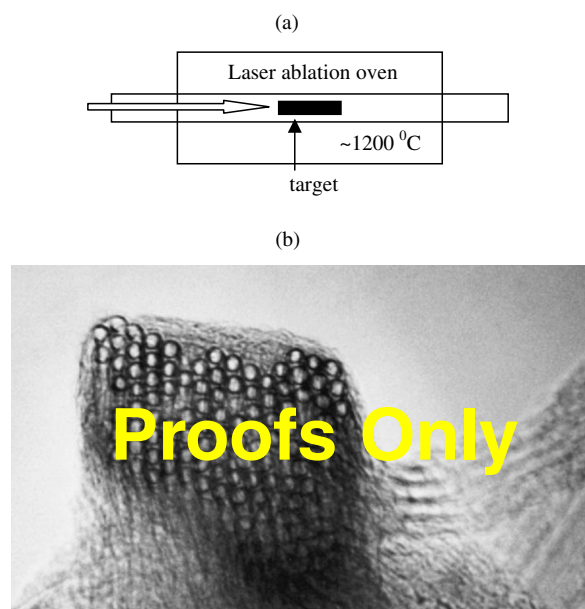 (a)
Laser ablation oven
~1200 ⁰C
target
(b)
Proofs Only